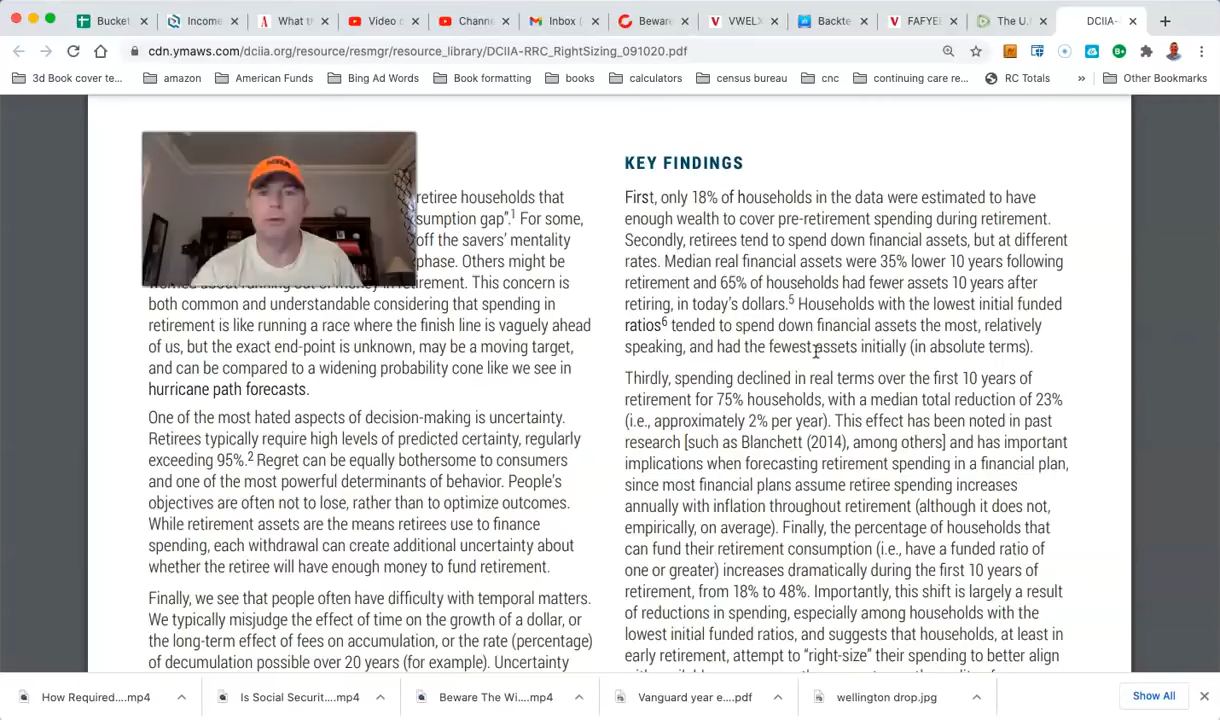 Bucket
Income
What t
Video c
Channe
Inbox (
Beware
VWELX
Backte
FAFYEE
The U.
DCIIA-
cdn.ymaws.com/dciia.org/resource/resmgr/resource_library/DCIIA-RRC_RightSizing_091020.pdf
3d Book cover te...
amazon
American Funds
Bing Ad Words
Book formatting
books
calculators
census bureau
cnc
continuing care re...
RC Totals
»
Other Bookmarks
retiree households that
sumption gap”.1 For some,
off the savers’ mentality
phase. Others might be
retirement. This concern is
both common and understandable considering that spending in
retirement is like running a race where the finish line is vaguely ahead
of us, but the exact end-point is unknown, may be a moving target,
and can be compared to a widening probability cone like we see in
hurricane path forecasts.
One of the most hated aspects of decision-making is uncertainty.
Retirees typically require high levels of predicted certainty, regularly
exceeding 95%.2 Regret can be equally bothersome to consumers
and one of the most powerful determinants of behavior. People’s
objectives are often not to lose, rather than to optimize outcomes.
While retirement assets are the means retirees use to finance
spending, each withdrawal can create additional uncertainty about
whether the retiree will have enough money to fund retirement.
Finally, we see that people often have difficulty with temporal matters.
We typically misjudge the effect of time on the growth of a dollar, or
the long-term effect of fees on accumulation, or the rate (percentage)
of decumulation possible over 20 years (for example). Uncertainty
KEY FINDINGS
First, only 18% of households in the data were estimated to have
enough wealth to cover pre-retirement spending during retirement.
Secondly, retirees tend to spend down financial assets, but at different
rates. Median real financial assets were 35% lower 10 years following
retirement and 65% of households had fewer assets 10 years after
retiring, in today’s dollars.5 Households with the lowest initial funded
ratios6 tended to spend down financial assets the most, relatively
speaking, and had the fewest assets initially (in absolute terms).
Thirdly, spending declined in real terms over the first 10 years of
retirement for 75% households, with a median total reduction of 23%
(i.e., approximately 2% per year). This effect has been noted in past
research [such as Blanchett (2014), among others] and has important
implications when forecasting retirement spending in a financial plan,
since most financial plans assume retiree spending increases
annually with inflation throughout retirement (although it does not,
empirically, on average). Finally, the percentage of households that
can fund their retirement consumption (i.e., have a funded ratio of
one or greater) increases dramatically during the first 10 years of
retirement, from 18% to 48%. Importantly, this shift is largely a result
of reductions in spending, especially among households with the
lowest initial funded ratios, and suggests that households, at least in
early retirement, attempt to “right-size” their spending to better align
How Required....mp4
Is Social Securit....mp4
Beware The Wi....mp4
Vanguard year e....pdf
wellington drop.jpg
Show All